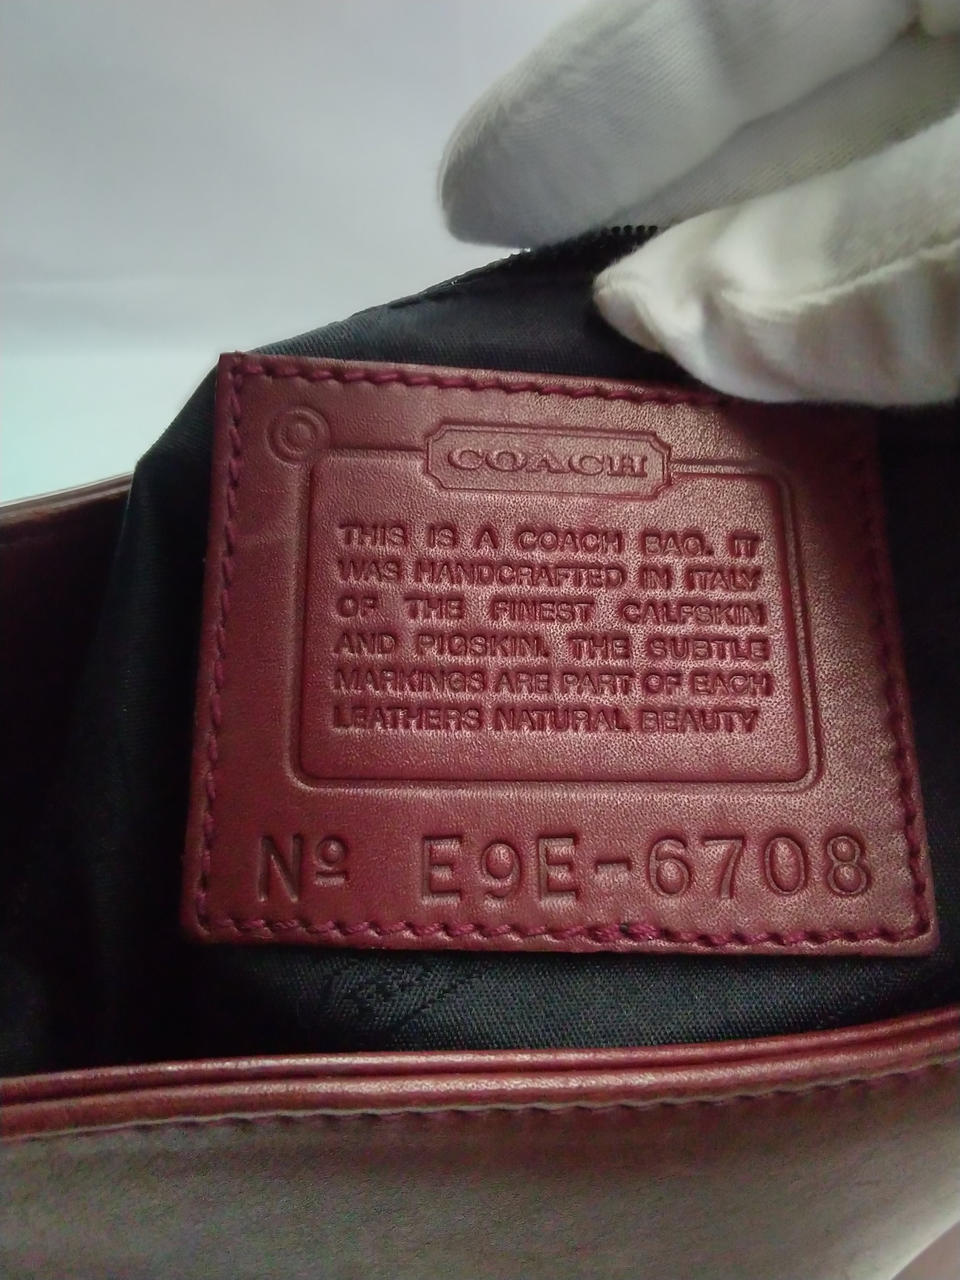 COACH
THIS IS A COACH BAG. IT
WAS HANDCRAFTED IN ITALY
OF THE FINEST CALFSKIN
AND PIGSKIN. THE SUBTLE
MARKINGS ARE PART OF EACH
LEATHERS NATURAL BEAUTY
Nº E9E-6708